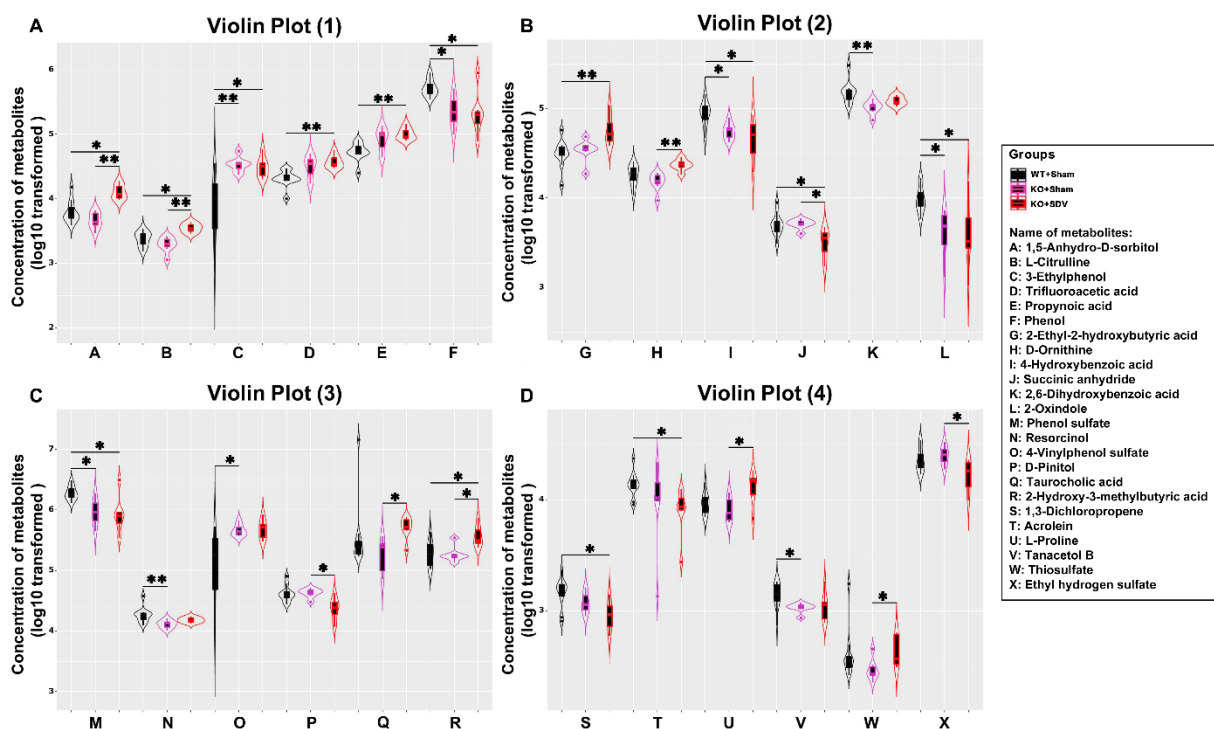 A
Violin Plot (1)
Concentration of metabolites
(log10 transformed)
6
5
4
3
2
* ** * ** ** * ** ** * *
A B C D E F
B
Violin Plot (2)
Concentration of metabolites
(log10 transformed)
5
4
3
** ** * * * * ** * *
G H I J K L
C
Violin Plot (3)
Concentration of metabolites
(log10 transformed)
7
6
5
4
3
* * ** * * * * *
M N O P Q R
D
Violin Plot (4)
Concentration of metabolites
(log10 transformed)
4
3
* * * * * *
S T U V W X
Groups
WT+Sham
KO+Sham
KO+SDV
Name of metabolites:
A: 1,5-Anhydro-D-sorbitol
B: L-Citrulline
C: 3-Ethylphenol
D: Trifluoroacetic acid
E: Propynoic acid
F: Phenol
G: 2-Ethyl-2-hydroxybutyric acid
H: D-Ornithine
I: 4-Hydroxybenzoic acid
J: Succinic anhydride
K: 2,6-Dihydroxybenzoic acid
L: 2-Oxindole
M: Phenol sulfate
N: Resorcinol
O: 4-Vinylphenol sulfate
P: D-Pinitol
Q: Taurocholic acid
R: 2-Hydroxy-3-methylbutyric acid
S: 1,3-Dichloropropene
T: Acrolein
U: L-Proline
V: Tanacetol B
W: Thiosulfate
X: Ethyl hydrogen sulfate